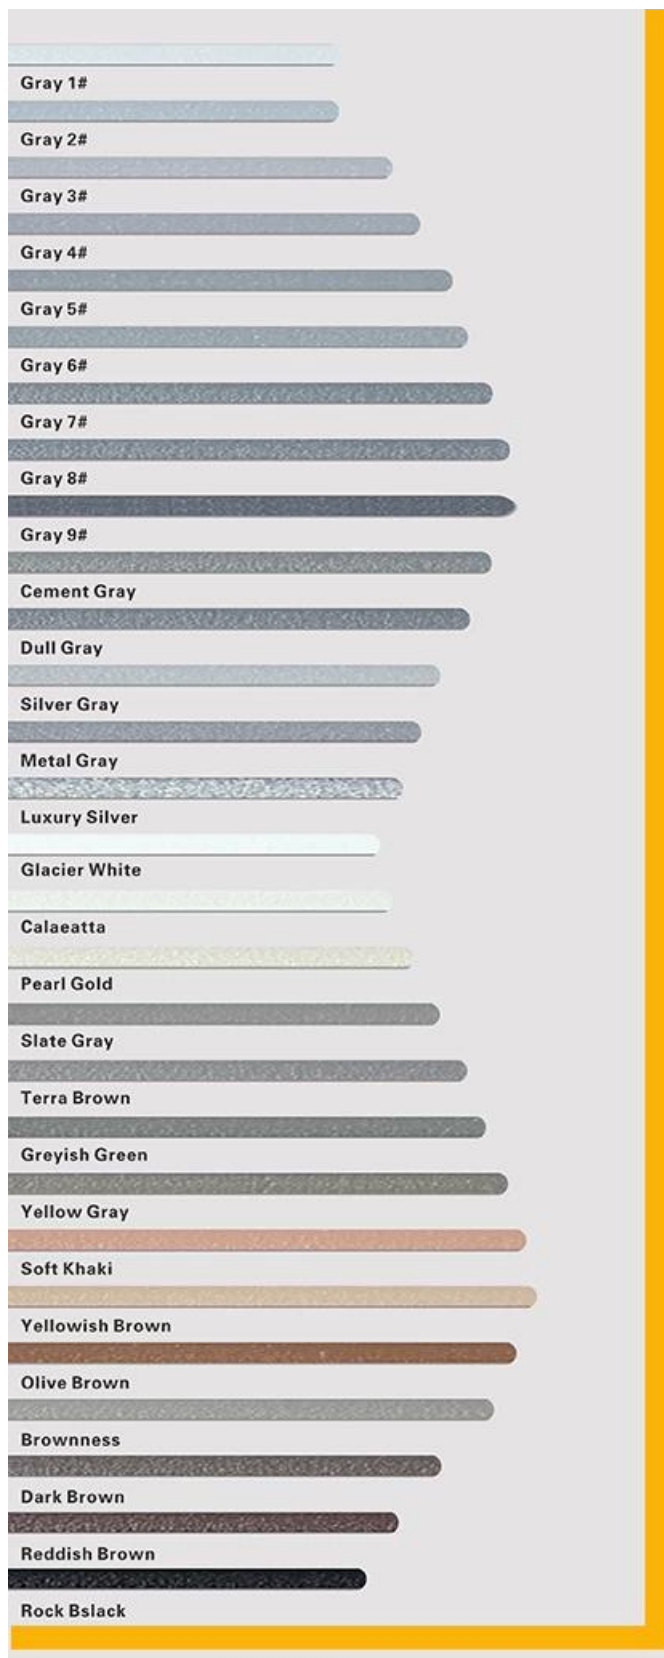 Gray 1#
Gray 2#
Gray 3#
Gray 4#
Gray 5#
Gray 6#
Gray 7#
Gray 8#
Gray 9#
Cement Gray
Dull Gray
Silver Gray
Metal Gray
Luxury Silver
Glacier White
Calaeatta
Pearl Gold
Slate Gray
Terra Brown
Greyish Green
Yellow Gray
Soft Khaki
Yellowish Brown
Olive Brown
Brownness
Dark Brown
Reddish Brown
Rock Bslack